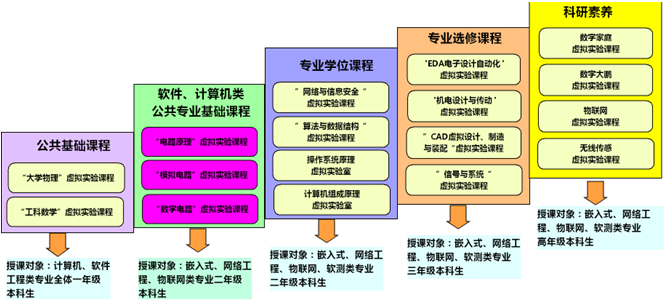 公共基础课程
“大学物理”虚拟实验课程
“工科数学”虚拟实验课程
授课对象：计算机、软件
工程类专业全体一年级
本科生
软件、计算机类
公共专业基础课程
“电路原理”虚拟实验课程
“模拟电路”虚拟实验课程
“数字电路”虚拟实验课程
授课对象：嵌入式、网络工
程、物联网类专业二年级
本科生
专业学位课程
”网络与信息安全“
虚拟实验课程
”算法与数据结构“
虚拟实验课程
操作系统原理
虚拟实验室
计算机组成原理
虚拟实验室
授课对象：嵌入式、网络工
程、物联网、软测类专业
二年级本科生
专业选修课程
'EDA电子设计自动化'
虚拟实验课程
'机电设计与传动'
虚拟实验课程
”CAD虚拟设计、制造
与装配“虚拟实验课程
”信号与系统“
虚拟实验课程
授课对象：嵌入式、网络工
程、物联网、软测类专业
三年级本科生
科研素养
数字家庭
虚拟实验课程
数字大鹏
虚拟实验课程
物联网
虚拟实验课程
无线传感
虚拟实验课程
授课对象：嵌入式、网络工
程、物联网、软测类专业
高年级本科生